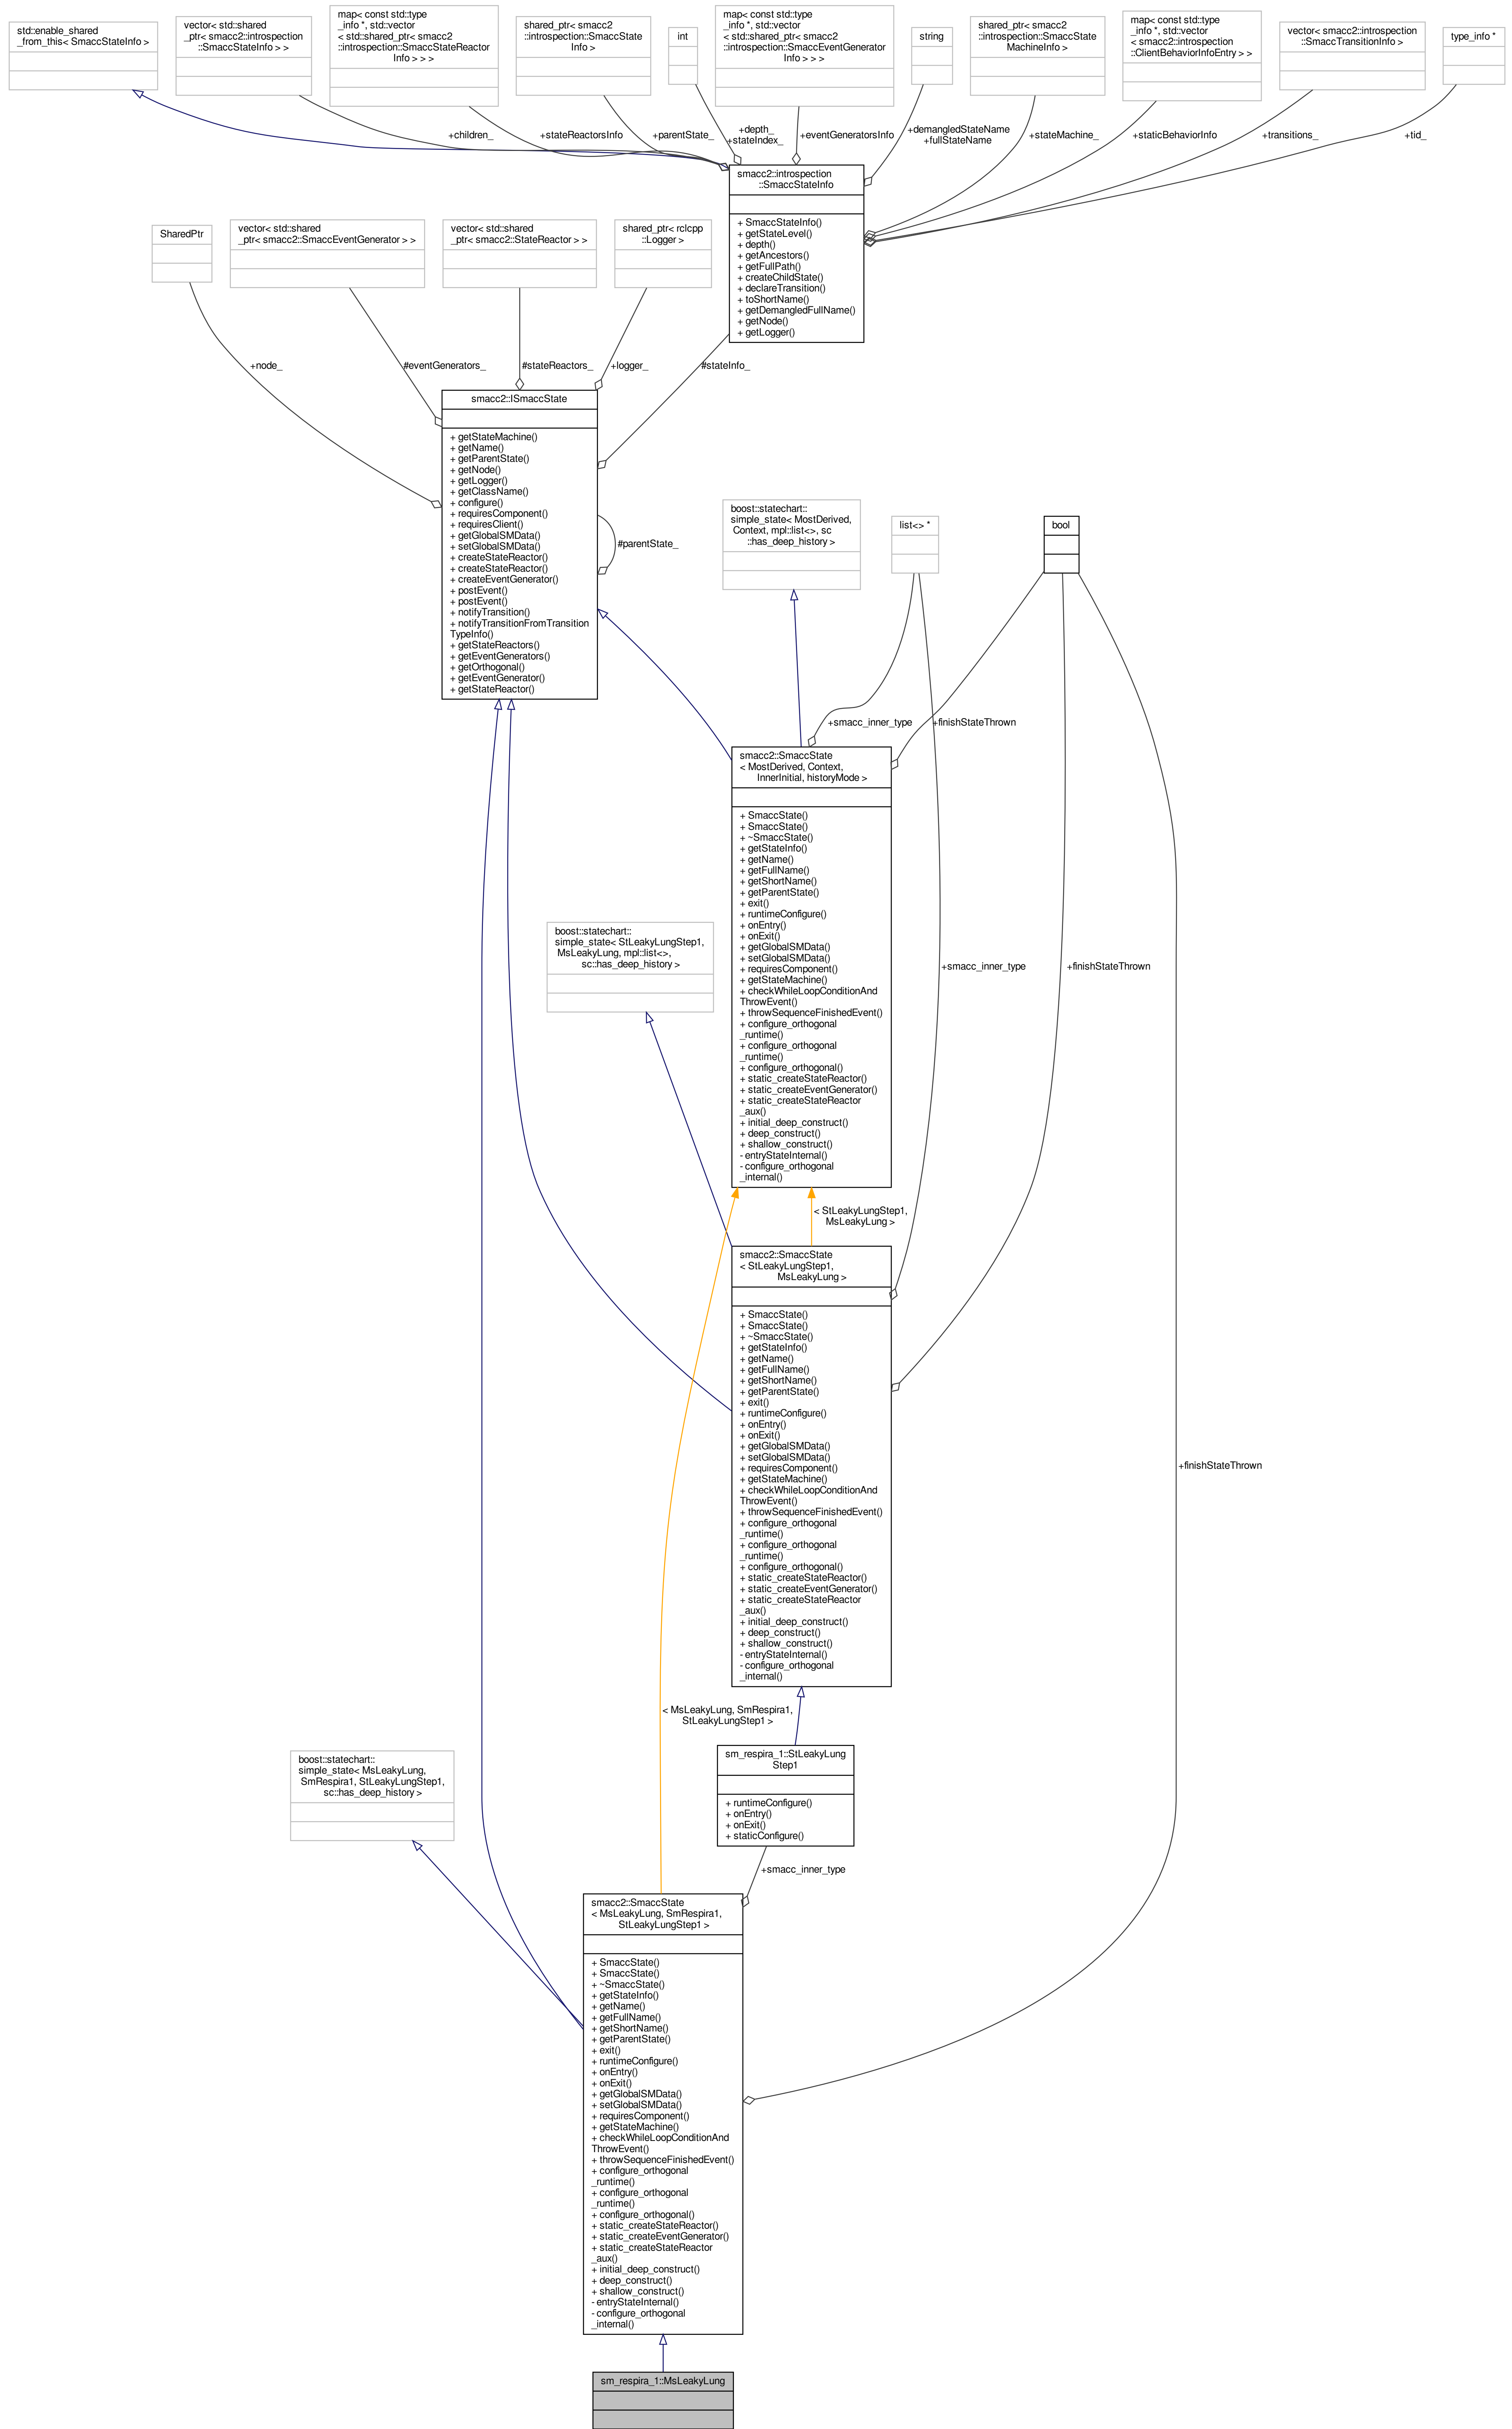 std::enable_shared
_from_this< SmaccStateInfo >
vector< std::shared
_ptr< smacc2::introspection
::SmaccStateInfo > >
map< const std::type
_info *, std::vector
< std::shared_ptr< smacc2
::introspection::SmaccStateReactor
Info > > >
shared_ptr< smacc2
::introspection::SmaccState
Info >
int
map< const std::type
_info *, std::vector
< std::shared_ptr< smacc2
::introspection::SmaccEventGenerator
Info > > >
string
shared_ptr< smacc2
::introspection::SmaccState
MachineInfo >
map< const std::type
_info *, std::vector
< smacc2::introspection
::ClientBehaviorInfoEntry > >
vector< smacc2::introspection
::SmaccTransitionInfo >
type_info *
+children_
+stateReactorsInfo
+parentState_
+depth_
+stateIndex_
+eventGeneratorsInfo
+demangledStateName
+fullStateName
+stateMachine_
+staticBehaviorInfo
+transitions_
+tid_
smacc2::introspection
::SmaccStateInfo
+ SmaccStateInfo()
+ getStateLevel()
+ depth()
+ getAncestors()
+ getFullPath()
+ createChildState()
+ declareTransition()
+ toShortName()
+ getDemangledFullName()
+ getNode()
+ getLogger()
SharedPtr
vector< std::shared
_ptr< smacc2::SmaccEventGenerator > >
vector< std::shared
_ptr< smacc2::StateReactor > >
shared_ptr< rclcpp
::Logger >
+node_
#eventGenerators_
#stateReactors_
+logger_
#stateInfo_
smacc2::ISmaccState
+ getStateMachine()
+ getName()
+ getParentState()
+ getNode()
+ getLogger()
+ getClassName()
+ configure()
+ requiresComponent()
+ requiresClient()
+ getGlobalSMData()
+ setGlobalSMData()
+ createStateReactor()
+ createStateReactor()
+ createEventGenerator()
+ postEvent()
+ postEvent()
+ notifyTransition()
+ notifyTransitionFromTransition
TypeInfo()
+ getStateReactors()
+ getEventGenerators()
+ getOrthogonal()
+ getEventGenerator()
+ getStateReactor()
#parentState_
boost::statechart::
simple_state< MostDerived,
Context, mpl::list<>, sc
::has_deep_history >
list<> *
bool
+smacc_inner_type
+finishStateThrown
smacc2::SmaccState
< MostDerived, Context,
InnerInitial, historyMode >
+ SmaccState()
+ SmaccState()
+ ~SmaccState()
+ getStateInfo()
+ getName()
+ getFullName()
+ getShortName()
+ getParentState()
+ exit()
+ runtimeConfigure()
+ onEntry()
+ onExit()
+ getGlobalSMData()
+ setGlobalSMData()
+ requiresComponent()
+ getStateMachine()
+ checkWhileLoopConditionAnd
ThrowEvent()
+ throwSequenceFinishedEvent()
+ configure_orthogonal
_runtime()
+ configure_orthogonal
_runtime()
+ configure_orthogonal()
+ static_createStateReactor()
+ static_createEventGenerator()
+ static_createStateReactor
_aux()
+ initial_deep_construct()
+ deep_construct()
+ shallow_construct()
- entryStateInternal()
- configure_orthogonal
_internal()
boost::statechart::
simple_state< StLeakyLungStep1,
MsLeakyLung, mpl::list<>,
sc::has_deep_history >
+smacc_inner_type
+finishStateThrown
< StLeakyLungStep1,
MsLeakyLung >
smacc2::SmaccState
< StLeakyLungStep1,
MsLeakyLung >
+ SmaccState()
+ SmaccState()
+ ~SmaccState()
+ getStateInfo()
+ getName()
+ getFullName()
+ getShortName()
+ getParentState()
+ exit()
+ runtimeConfigure()
+ onEntry()
+ onExit()
+ getGlobalSMData()
+ setGlobalSMData()
+ requiresComponent()
+ getStateMachine()
+ checkWhileLoopConditionAnd
ThrowEvent()
+ throwSequenceFinishedEvent()
+ configure_orthogonal
_runtime()
+ configure_orthogonal
_runtime()
+ configure_orthogonal()
+ static_createStateReactor()
+ static_createEventGenerator()
+ static_createStateReactor
_aux()
+ initial_deep_construct()
+ deep_construct()
+ shallow_construct()
- entryStateInternal()
- configure_orthogonal
_internal()
+finishStateThrown
< MsLeakyLung, SmRespira1,
StLeakyLungStep1 >
boost::statechart::
simple_state< MsLeakyLung,
SmRespira1, StLeakyLungStep1,
sc::has_deep_history >
sm_respira_1::StLeakyLung
Step1
+ runtimeConfigure()
+ onEntry()
+ onExit()
+ staticConfigure()
+smacc_inner_type
smacc2::SmaccState
< MsLeakyLung, SmRespira1,
StLeakyLungStep1 >
+ SmaccState()
+ SmaccState()
+ ~SmaccState()
+ getStateInfo()
+ getName()
+ getFullName()
+ getShortName()
+ getParentState()
+ exit()
+ runtimeConfigure()
+ onEntry()
+ onExit()
+ getGlobalSMData()
+ setGlobalSMData()
+ requiresComponent()
+ getStateMachine()
+ checkWhileLoopConditionAnd
ThrowEvent()
+ throwSequenceFinishedEvent()
+ configure_orthogonal
_runtime()
+ configure_orthogonal
_runtime()
+ configure_orthogonal()
+ static_createStateReactor()
+ static_createEventGenerator()
+ static_createStateReactor
_aux()
+ initial_deep_construct()
+ deep_construct()
+ shallow_construct()
- entryStateInternal()
- configure_orthogonal
_internal()
sm_respira_1::MsLeakyLung